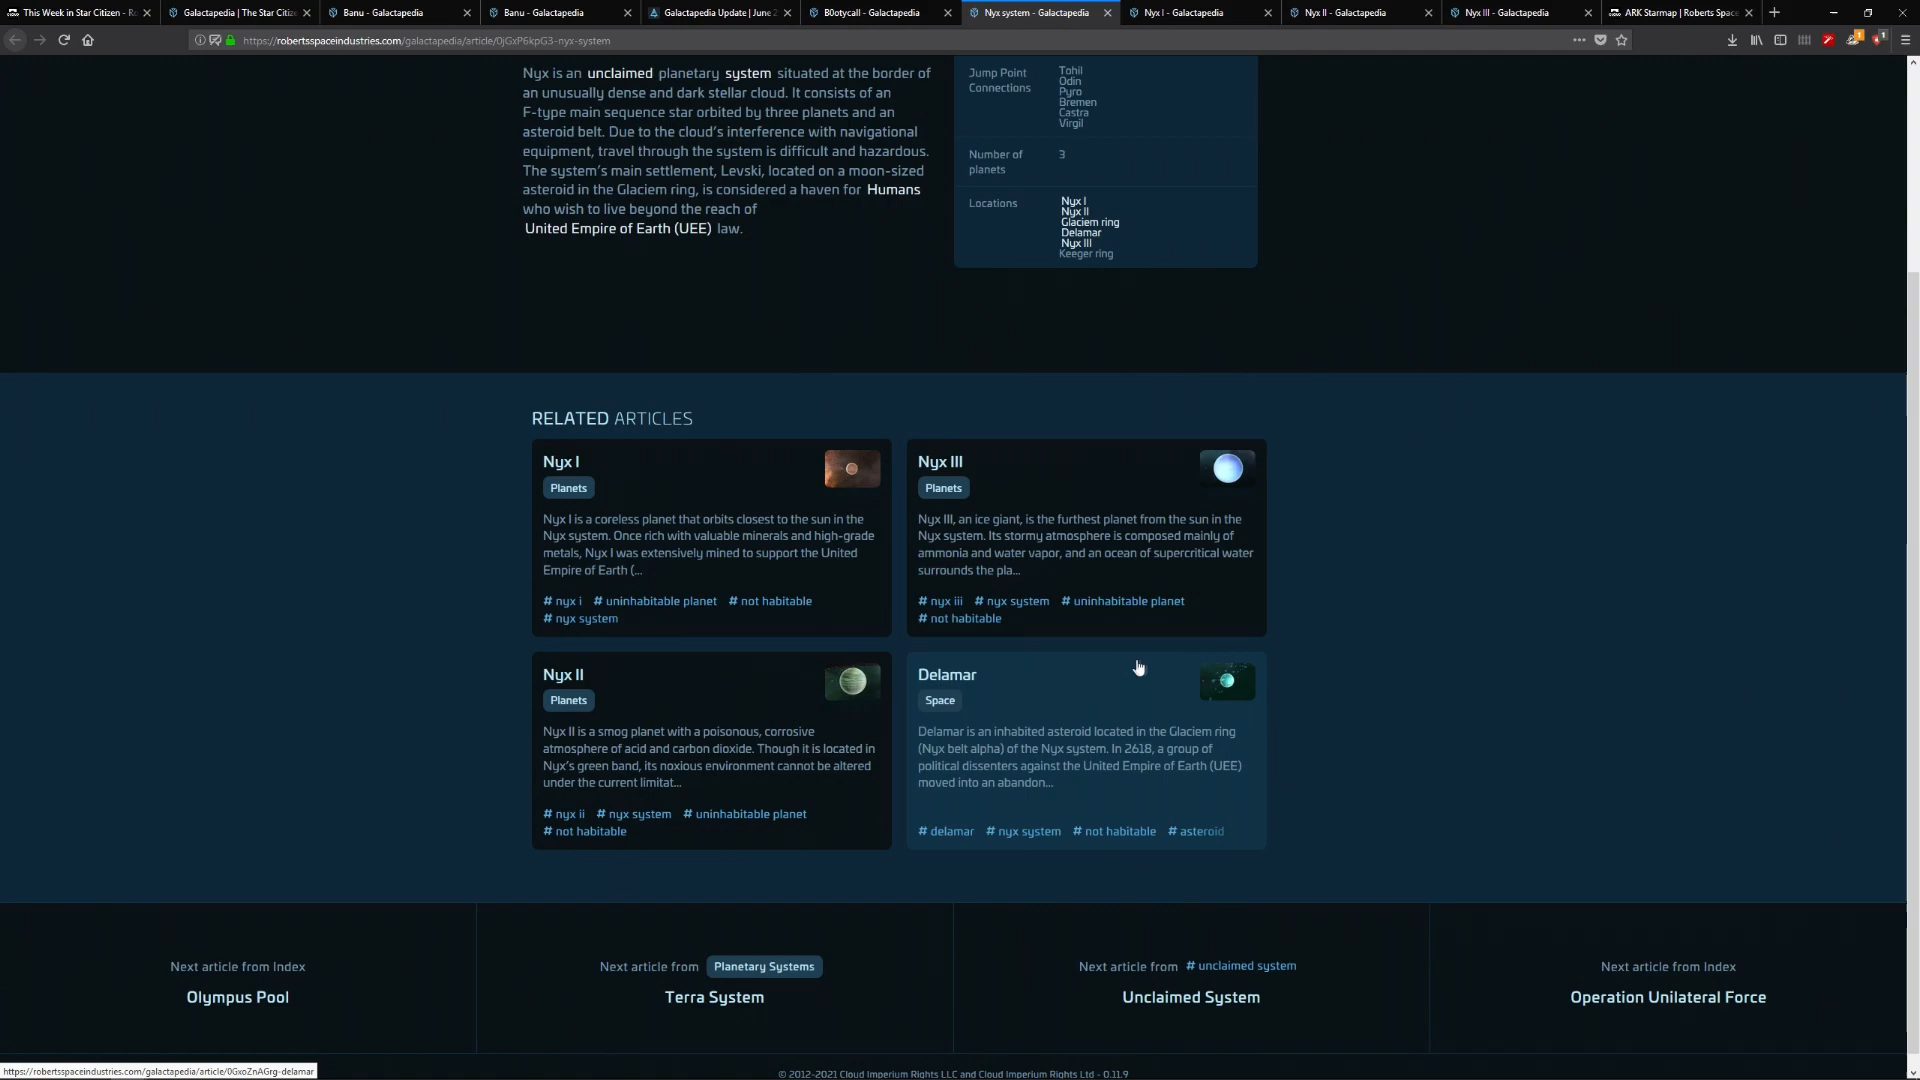 This Week in Star Citizen - Ro
Galactapedia | The Star Citize
Banu - Galactapedia
Banu - Galactapedia
Galactapedia Update | June 2
B0otycall - Galactapedia
Nyx system - Galactapedia
Nyx I - Galactapedia
Nyx II - Galactapedia
Nyx III - Galactapedia
ARK Starmap | Roberts Space
https://robertsspaceindustries.com/galactapedia/article/0jGxP6kpG3-nyx-system
1
1
Nyx is an unclaimed planetary system situated at the border of
an unusually dense and dark stellar cloud. It consists of an
F-type main sequence star orbited by three planets and an
asteroid belt. Due to the cloud's interference with navigational
equipment, travel through the system is difficult and hazardous.
The system's main settlement, Levski, located on a moon-sized
asteroid in the Glaciem ring, is considered a haven for Humans
who wish to live beyond the reach of
United Empire of Earth (UEE) law.
Jump Point
Connections
Tohil
Odin
Pyro
Bremen
Castra
Virgil
Number of
planets
3
Locations
Nyx I
Nyx II
Glaciem ring
Delamar
Nyx III
Keeger ring
RELATED ARTICLES
Nyx I
Planets
Nyx I is a coreless planet that orbits closest to the sun in the
Nyx system. Once rich with valuable minerals and high-grade
metals, Nyx I was extensively mined to support the United
Empire of Earth (...
# nyx i # uninhabitable planet # not habitable
# nyx system
Nyx III
Planets
Nyx III, an ice giant, is the furthest planet from the sun in the
Nyx system. Its stormy atmosphere is composed mainly of
ammonia and water vapor, and an ocean of supercritical water
surrounds the pla...
# nyx iii # nyx system # uninhabitable planet
# not habitable
Nyx II
Planets
Nyx II is a smog planet with a poisonous, corrosive
atmosphere of acid and carbon dioxide. Though it is located in
Nyx's green band, its noxious environment cannot be altered
under the current limitat...
# nyx ii # nyx system # uninhabitable planet
# not habitable
Delamar
Space
Delamar is an inhabited asteroid located in the Glaciem ring
(Nyx belt alpha) of the Nyx system. In 2618, a group of
political dissenters against the United Empire of Earth (UEE)
moved into an abandon...
# delamar # nyx system # not habitable # asteroid
Next article from Index
Olympus Pool
Next article from Planetary Systems
Terra System
Next article from # unclaimed system
Unclaimed System
Next article from Index
Operation Unilateral Force
https://robertsspaceindustries.com/galactapedia/article/0GxoZnAGrg-delamar
© 2012-2021 Cloud Imperium Rights LLC and Cloud Imperium Rights Ltd - 0.11.9